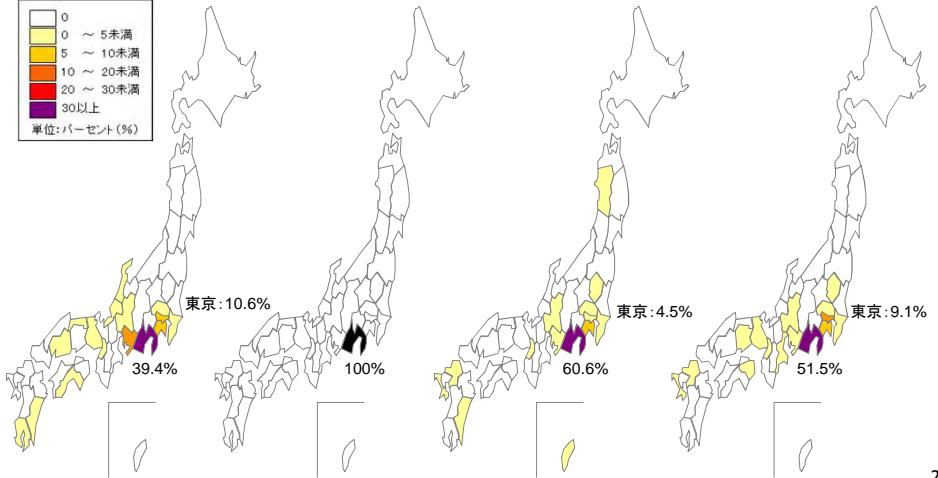 0
0 ～ 5未満
5 ～ 10未満
10 ～ 20未満
20 ～ 30未満
30以上
単位:パーセント(%)
東京:10.6%
39.4%
100%
東京:4.5%
60.6%
東京:9.1%
51.5%
2